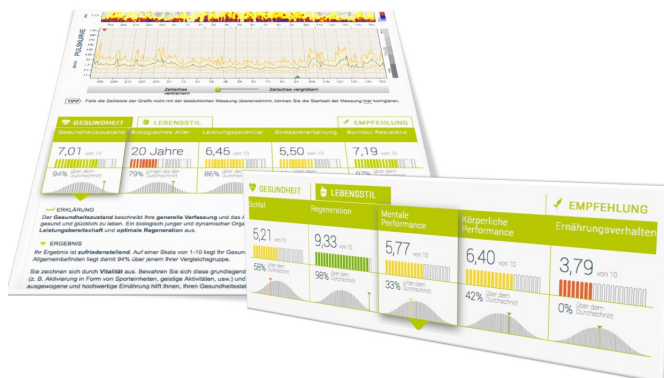 PULSKURVE
Zeitachse verkleinern
Zeitachse vergrößern
TIPP! Falls die Zeitleiste der Grafik nicht mit der tatsächlichen Messung übereinstimmt, können Sie die Startzeit der Messung hier korrigieren.
GESUNDHEIT
LEBENSSTIL
EMPFEHLUNG
Gesundheitszustand
Biologisches Alter
Leistungspotential
Stressverarbeitung
Burnout Resistenz
7,01 von 10
20 Jahre
6,45 von 10
5,50 von 10
7,19 von 10
94% über dem Durchschnitt
79% jünger als der Durchschnitt
86%
ERKLÄRUNG
Der Gesundheitszustand beschreibt Ihre generelle Verfassung und das
gesund und glücklich zu altern. Ein biologisch junger und dynamischer
Leistungsbereitschaft und optimale Regeneration aus.
ERGEBNIS
Ihr Ergebnis ist zufriedenstellend. Auf einer Skala von 1-10 liegt Ihr
Allgemeinbefinden liegt damit 94% über jenem Ihrer Vergleichsgruppe.
Sie zeichnen sich durch Vitalität aus. Bewahren Sie sich diese
(z. B. Aktivierung in Form von Sporteinheiten, geistige Aktivitäten, usw.) und
ausgewogene und hochwertige Ernährung hilft Ihnen, Ihren
GESUNDHEIT
LEBENSSTIL
EMPFEHLUNG
Schlaf
Regeneration
Mentale Performance
Körperliche Performance
Ernährungsverhalten
5,21 von 10
9,33 von 10
5,77 von 10
6,40 von 10
3,79 von 10
58%
98% über dem Durchschnitt
33% unter dem Durchschnitt
42% über dem Durchschnitt
0% über dem Durchschnitt